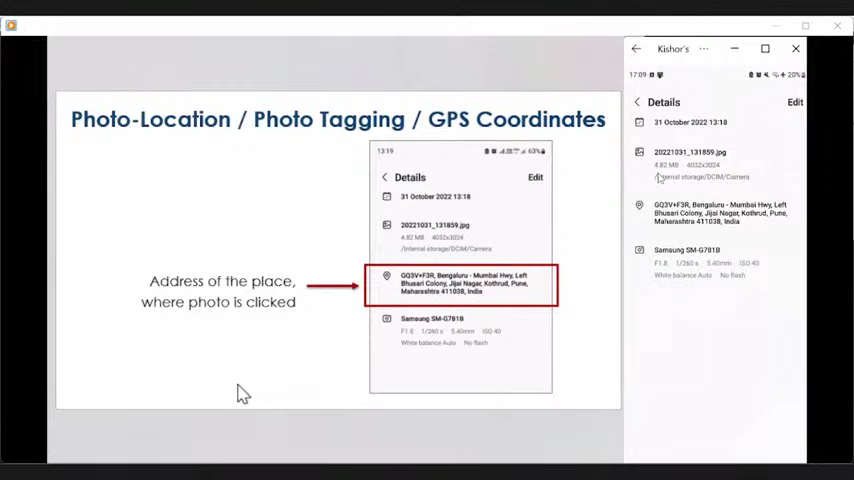 Photo-Location / Photo Tagging / GPS Coordinates
13:19
63%
Details
Edit
31 October 2022 13:18
20221031_131859.jpg
4.82 MB 4032x3024
/Internal storage/DCIM/Camera
GQ3V+F3R, Bengaluru - Mumbai Hwy, Left
Bhusari Colony, Jijai Nagar, Kothrud, Pune,
Maharashtra 411038, India
Samsung SM-G781B
F1.8 1/260 s 5.40mm ISO 40
White balance Auto No flash
Address of the place,
where photo is clicked
Kishor's
17:09
20%
Details
Edit
31 October 2022 13:18
20221031_131859.jpg
4.82 MB 4032x3024
/Internal storage/DCIM/Camera
GQ3V+F3R, Bengaluru - Mumbai Hwy, Left
Bhusari Colony, Jijai Nagar, Kothrud, Pune,
Maharashtra 411038, India
Samsung SM-G781B
F1.8 1/260 s 5.40mm ISO 40
White balance Auto No flash